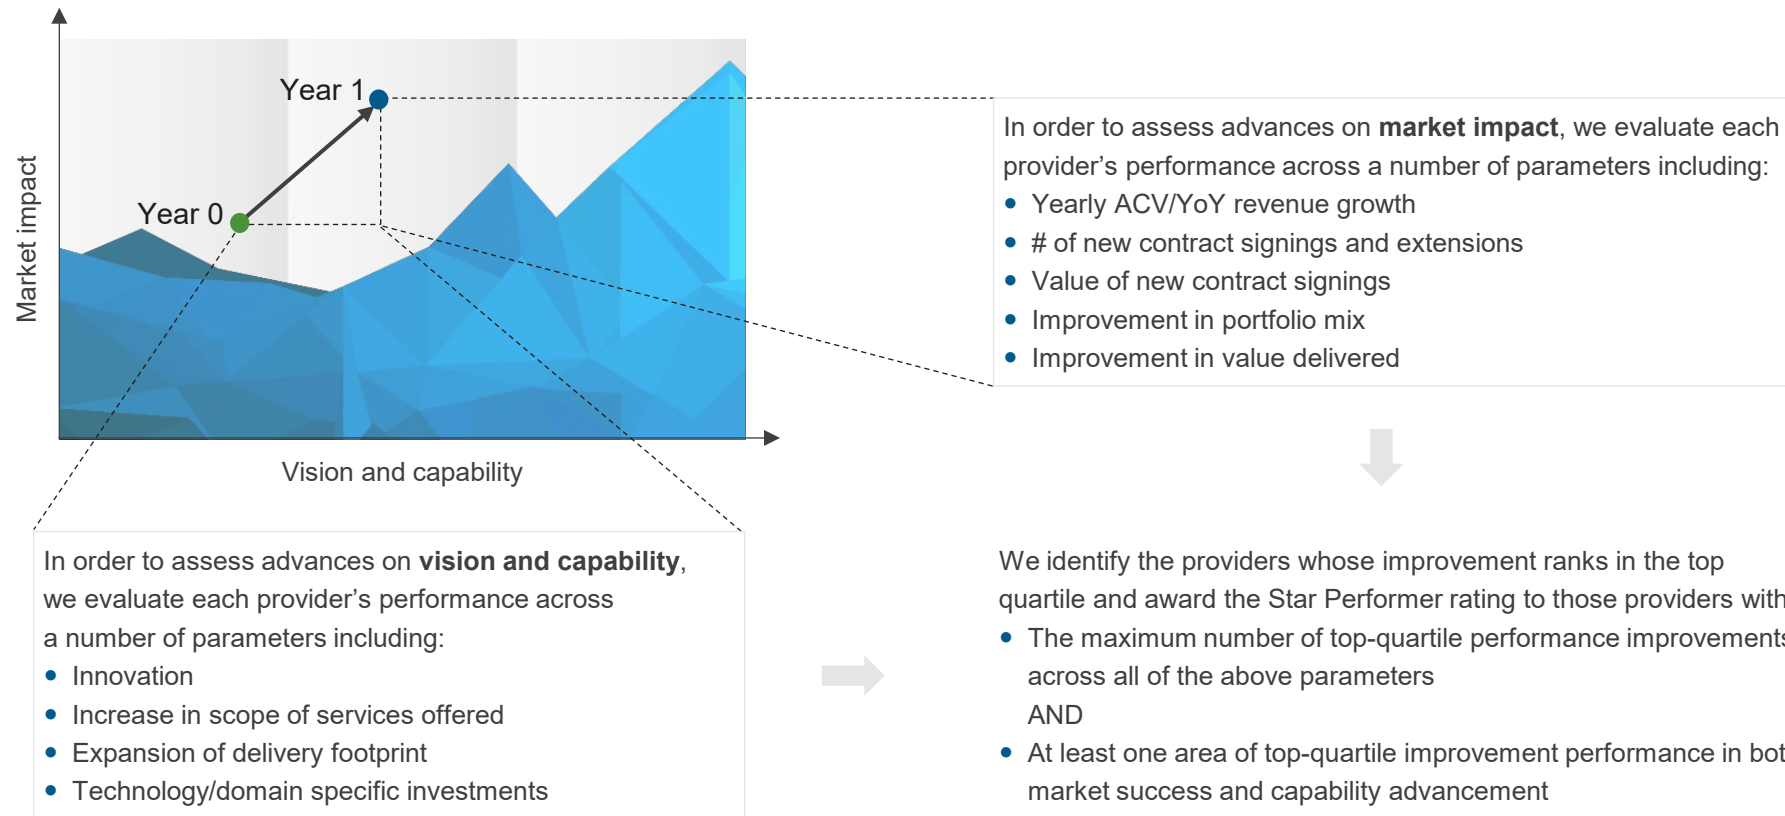 Year 1
Year 0
Market impact
Vision and capability
In order to assess advances on market impact, we evaluate each
provider’s performance across a number of parameters including:
• Yearly ACV/YoY revenue growth
• # of new contract signings and extensions
• Value of new contract signings
• Improvement in portfolio mix
• Improvement in value delivered
In order to assess advances on vision and capability,
we evaluate each provider’s performance across
a number of parameters including:
• Innovation
• Increase in scope of services offered
• Expansion of delivery footprint
• Technology/domain specific investments
We identify the providers whose improvement ranks in the top
quartile and award the Star Performer rating to those providers with
• The maximum number of top-quartile performance improvements
across all of the above parameters
AND
• At least one area of top-quartile improvement performance in bot
market success and capability advancement